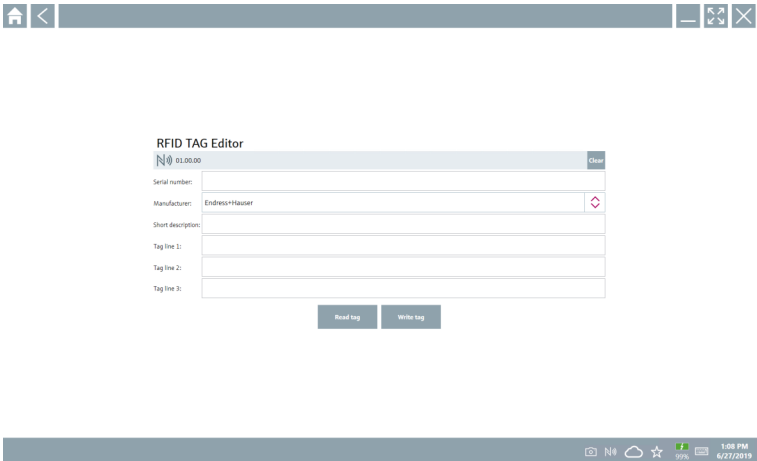 RFID TAG Editor
01.00.00
Clear
Serial number:
Manufacturer: Endress+Hauser
Short description:
Tag line 1:
Tag line 2:
Tag line 3:
Read tag Write tag
99% 1:08 PM
6/27/2019